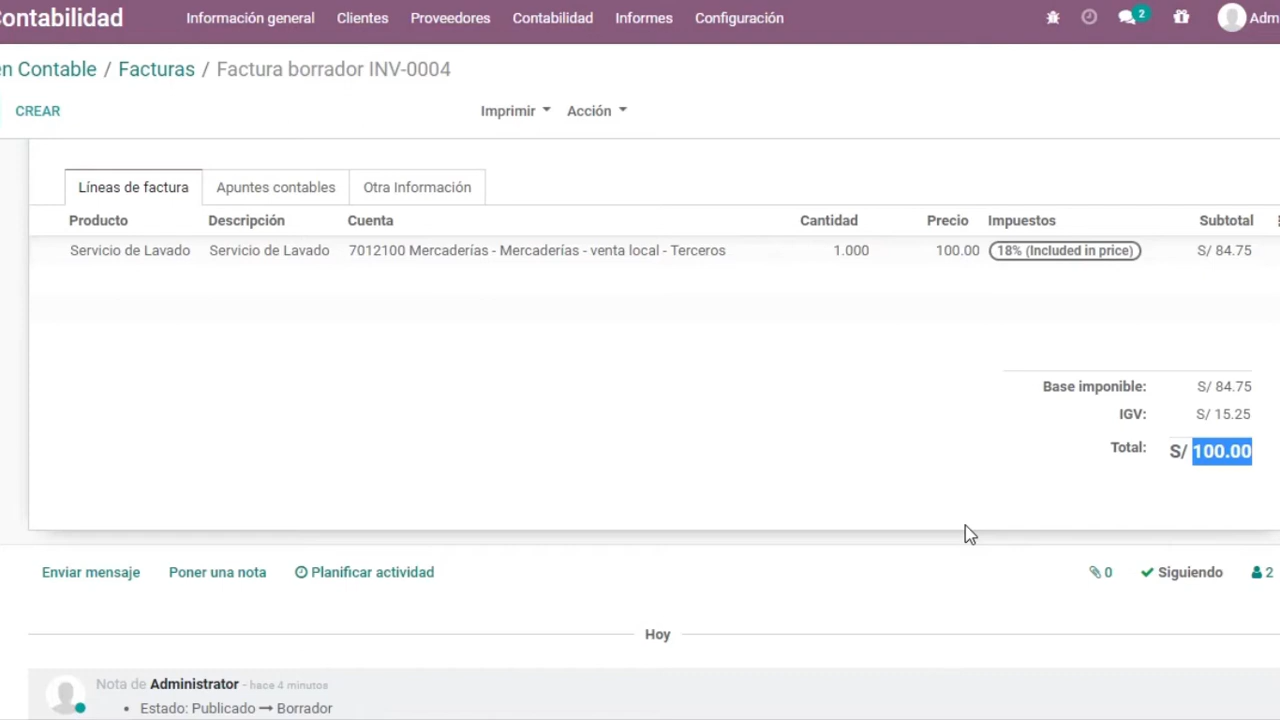 ontabilidad Información general Clientes Proveedores Contabilidad Informes Configuración 2 Adm
en Contable / Facturas / Factura borrador INV-0004
CREAR Imprimir Acción
Líneas de factura Apuntes contables Otra Información
Producto Descripción Cuenta Cantidad Precio Impuestos Subtotal
Servicio de Lavado Servicio de Lavado 7012100 Mercaderías - Mercaderías - venta local - Terceros 1.000 100.00 18% (Included in price) S/ 84.75
Base imponible: S/ 84.75
IGV: S/ 15.25
Total: S/ 100.00
Enviar mensaje Poner una nota Planificar actividad 0 Siguiendo 2
Hoy
Nota de Administrator - hace 4 minutos
• Estado: Publicado → Borrador